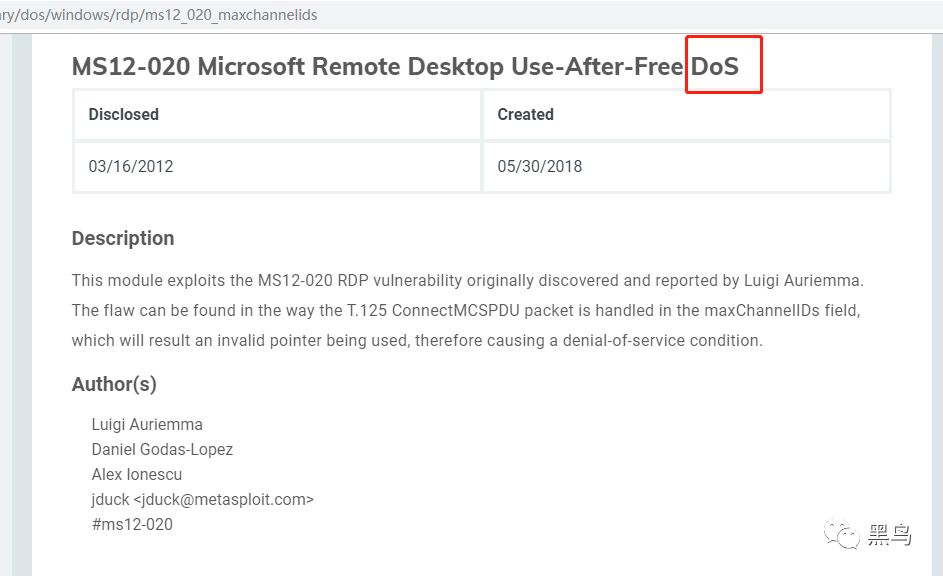 ry/dos/windows/rdp/ms12_020_maxchannelids
MS12-020 Microsoft Remote Desktop Use-After-Free DoS
Disclosed
Created
03/16/2012
05/30/2018
Description
This module exploits the MS12-020 RDP vulnerability originally discovered and reported by Luigi Auriemma.
The flaw can be found in the way the T.125 ConnectMCSPDU packet is handled in the maxChannelIDs field,
which will result an invalid pointer being used, therefore causing a denial-of-service condition.
Author(s)
Luigi Auriemma
Daniel Godas-Lopez
Alex Ionescu
jduck <jduck@metasploit.com>
#ms12-020
黑鸟